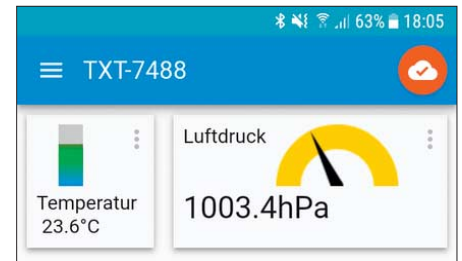 63% 18:05
TXT-7488
Luftdruck
Temperatur
23.6°C
1003.4hPa